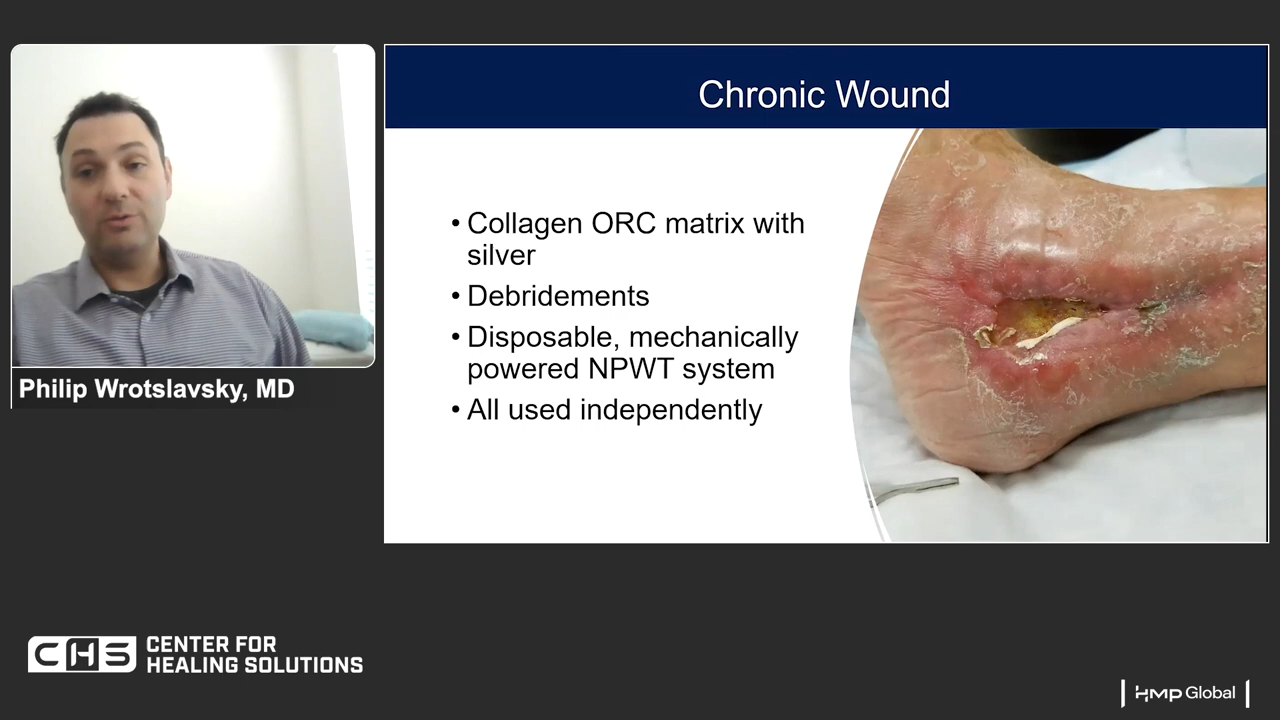 Chronic Wound
• Collagen ORC matrix with
silver
• Debridements
• Disposable, mechanically
powered NPWT system
• All used independently
Philip Wrotslavsky, MD
CHS CENTER FOR
HEALING SOLUTIONS
HMP Global